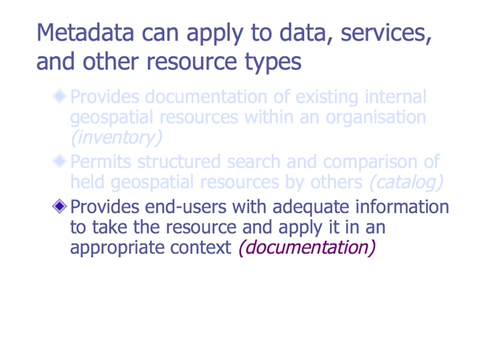 Metadata can apply to data, services,
and other resource types
Provides documentation of existing internal
geospatial resources within an organisation
(inventory)
Permits structured search and comparison of
held geospatial resources by others (catalog)
Provides end-users with adequate information
to take the resource and apply it in an
appropriate context (documentation)